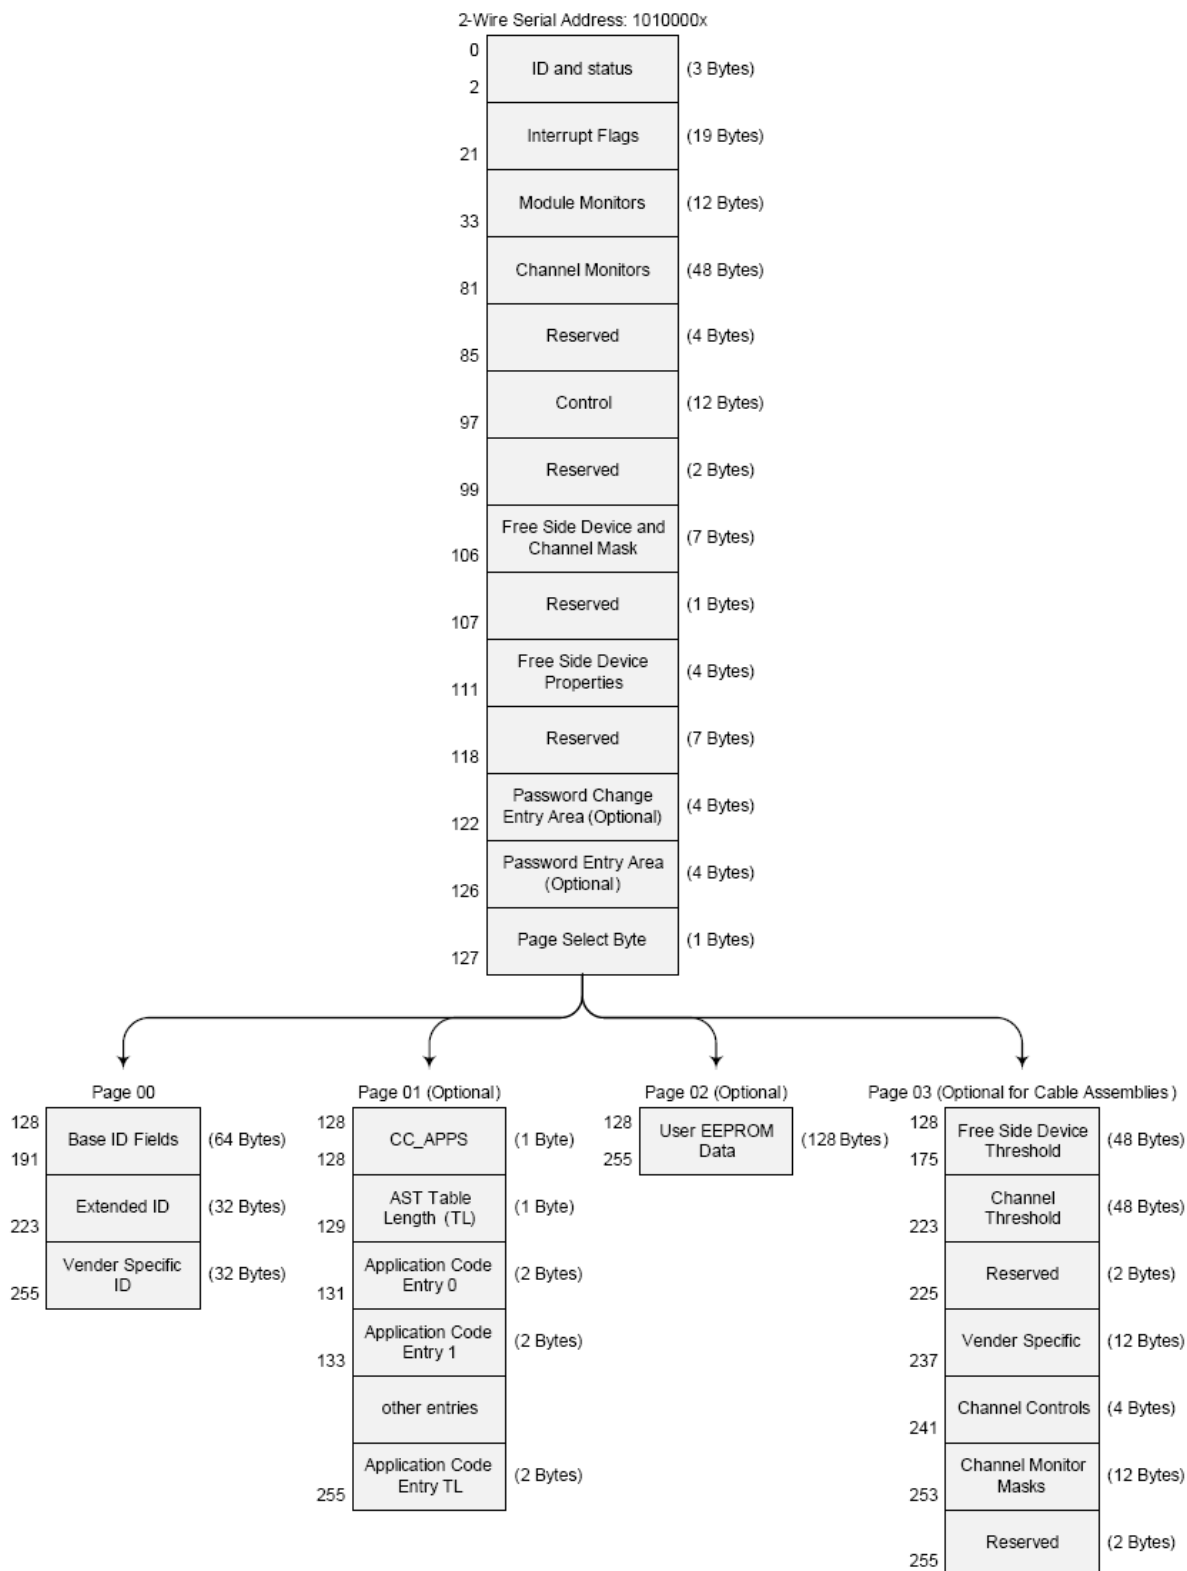 2-Wire Serial Address: 1010000x
0
ID and status
(3 Bytes)
2
Interrupt Flags
(19 Bytes)
21
Module Monitors
(12 Bytes)
33
Channel Monitors
(48 Bytes)
81
Reserved
(4 Bytes)
85
Control
(12 Bytes)
97
Reserved
(2 Bytes)
99
Free Side Device and
Channel Mask
(7 Bytes)
106
Reserved
(1 Bytes)
107
Free Side Device
Properties
(4 Bytes)
111
Reserved
(7 Bytes)
118
Password Change
Entry Area (Optional)
(4 Bytes)
122
Password Entry Area
(Optional)
(4 Bytes)
126
Page Select Byte
(1 Bytes)
127
Page 00
128
Base ID Fields
(64 Bytes)
191
Extended ID
(32 Bytes)
223
Vender Specific
ID
(32 Bytes)
255
Page 01 (Optional)
128
CC_APPS
(1 Byte)
128
AST Table
Length (TL)
(1 Byte)
129
Application Code
Entry 0
(2 Bytes)
131
Application Code
Entry 1
(2 Bytes)
133
other entries
Application Code
Entry TL
(2 Bytes)
255
Page 02 (Optional)
128
User EEPROM
Data
(128 Bytes)
255
Page 03 (Optional for Cable Assemblies)
128
Free Side Device
Threshold
(48 Bytes)
175
Channel
Threshold
(48 Bytes)
223
Reserved
(2 Bytes)
225
Vender Specific
(12 Bytes)
237
Channel Controls
(4 Bytes)
241
Channel Monitor
Masks
(12 Bytes)
253
Reserved
(2 Bytes)
255